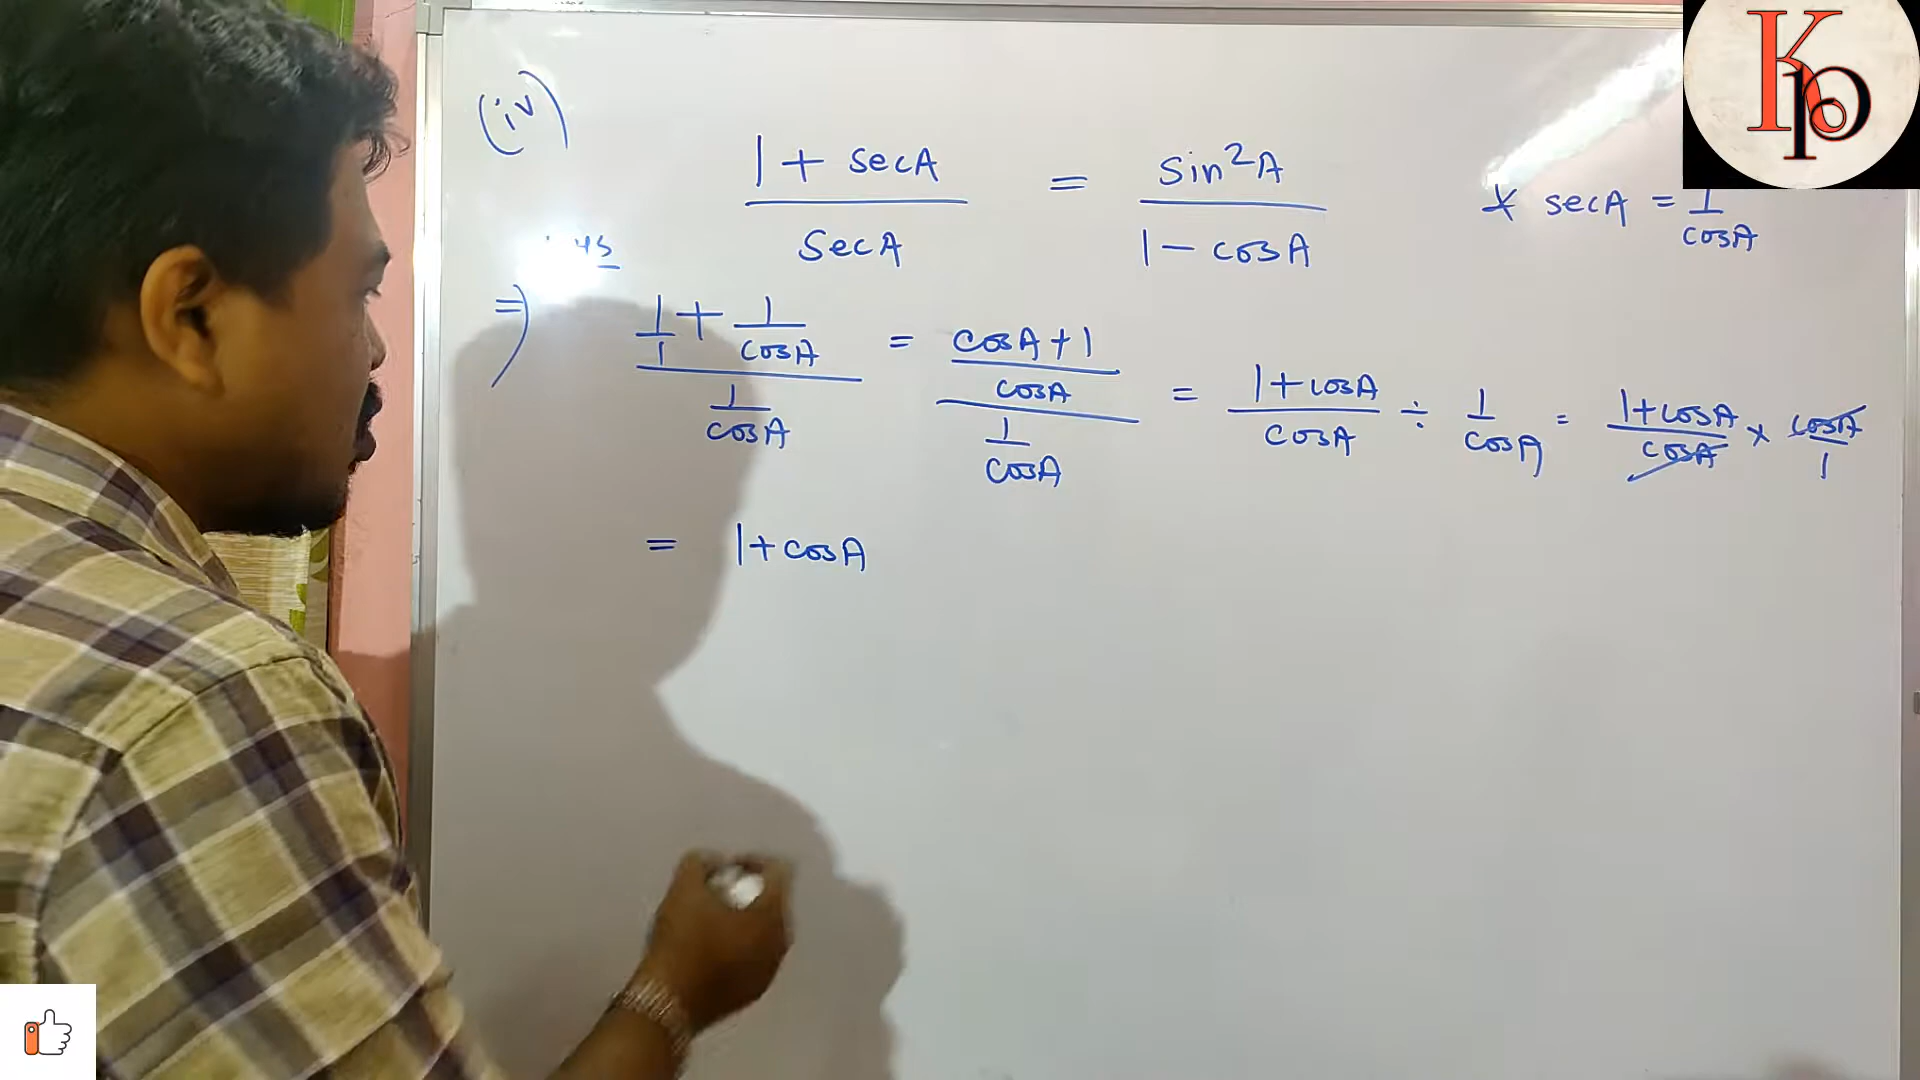 (iv)
1 + secA / secA = sin²A / 1 - cosA
* secA = 1 / cosA
⇒ 1/1 + 1/cosA / 1/cosA = cosA+1 / cosA / 1/cosA = 1+cosA / cosA ÷ 1 / cosA = 1+cosA / cosA × cosA / 1
= 1+cosA
Kp